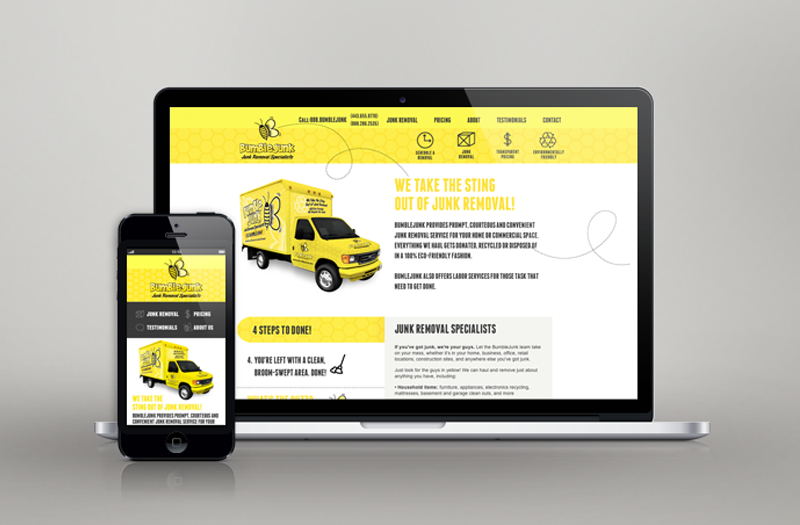 CALL 888.BUMBLEJUNK
JUNK REMOVAL
PRICING
ABOUT
TESTIMONIALS
CONTACT
BumbleJunk
Junk Removal Specialists
SCHEDULE A
REMOVAL
JUNK
REMOVAL
TRANSPARENT
PRICING
ENVIRONMENTALLY
FRIENDLY
WE TAKE THE STING
OUT OF JUNK REMOVAL!
BUMBLEJUNK PROVIDES PROMPT, COURTEOUS AND CONVENIENT
JUNK REMOVAL SERVICE FOR YOUR HOME OR COMMERCIAL SPACE.
EVERYTHING WE HAUL GETS DONATED, RECYCLED OR DISPOSED OF
IN A 100% ECO-FRIENDLY FASHION.
BUMLEJUNK ALSO OFFERS LABOR SERVICES FOR THOSE TASK THAT
NEED TO GET DONE.
4 STEPS TO DONE!
4. YOU'RE LEFT WITH A CLEAN,
BROOM-SWEPT AREA. DONE!
JUNK REMOVAL SPECIALISTS
If you've got junk, we're your guys. Let the BumbleJunk team take
on your mess, whether it's in your home, business, office, retail
locations, construction sites, and anywhere else you've got junk.
Just look for the guys in yellow! We can haul and remove just about
anything you have, including:
• Household items: furniture, appliances, electronics recycling,
mattresses, basement and garage clean outs, and more
BumbleJunk
Junk Removal Specialists
JUNK REMOVAL
PRICING
TESTIMONIALS
ABOUT US
WE TAKE THE
STING OUT OF JUNK REMOVAL!
BUMBLEJUNK PROVIDES PROMPT, COURTEOUS AND
CONVENIENT JUNK REMOVAL SERVICE FOR YOUR